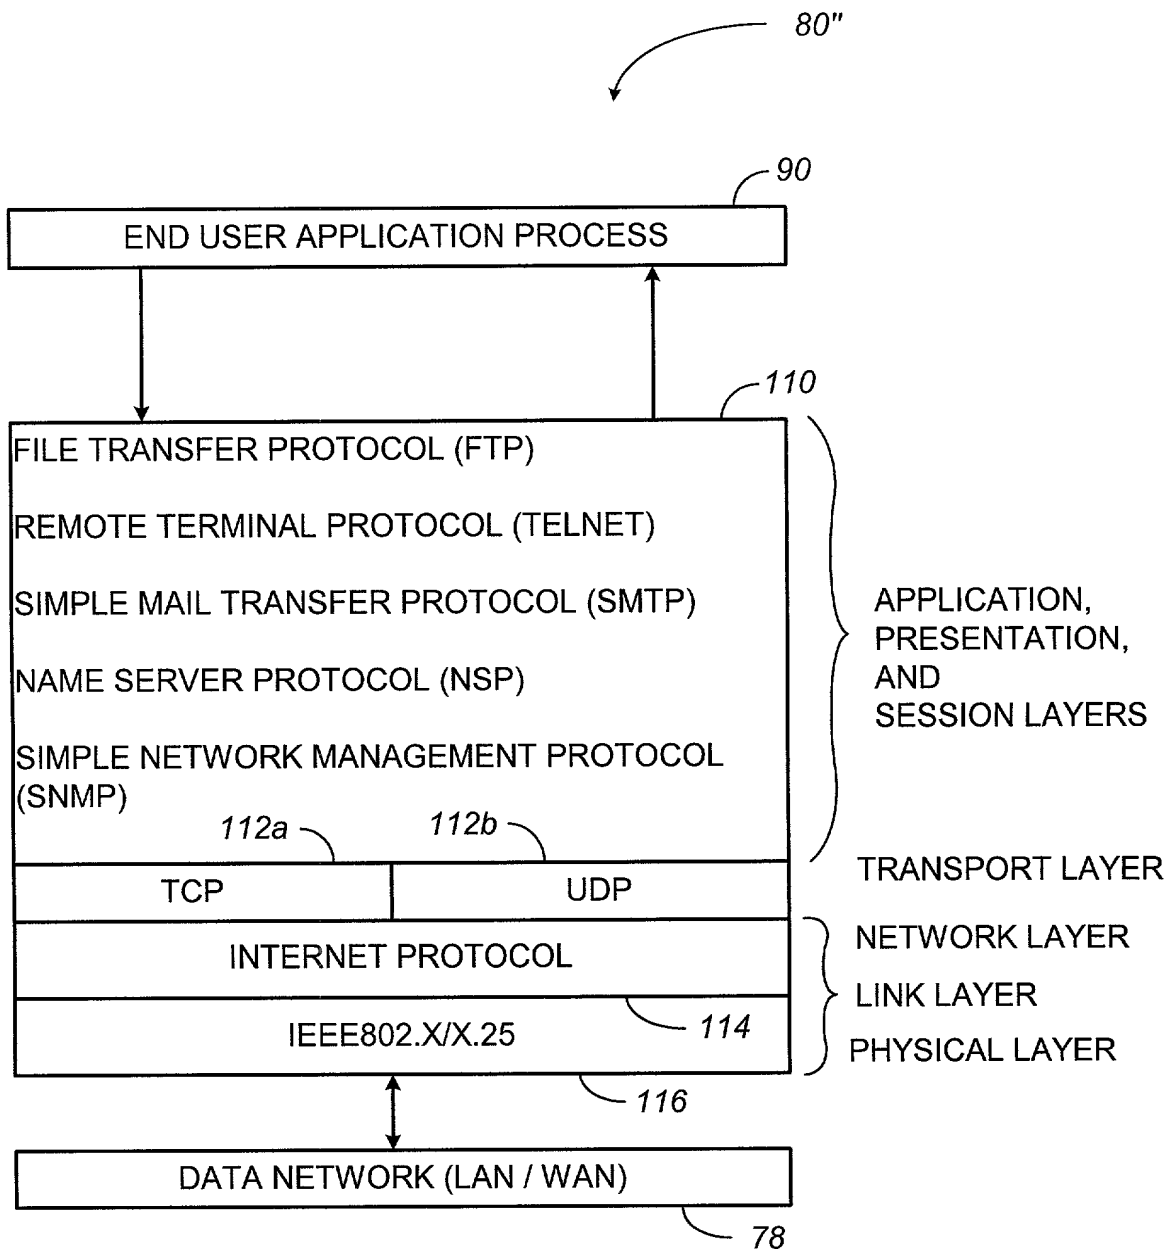 80"
90
END USER APPLICATION PROCESS
110
FILE TRANSFER PROTOCOL (FTP)
REMOTE TERMINAL PROTOCOL (TELNET)
SIMPLE MAIL TRANSFER PROTOCOL (SMTP)
NAME SERVER PROTOCOL (NSP)
SIMPLE NETWORK MANAGEMENT PROTOCOL
(SNMP)
APPLICATION,
PRESENTATION,
AND
SESSION LAYERS
112a
112b
TCP
UDP
TRANSPORT LAYER
INTERNET PROTOCOL
NETWORK LAYER
114
LINK LAYER
IEEE802.X/X.25
PHYSICAL LAYER
116
DATA NETWORK (LAN / WAN)
78